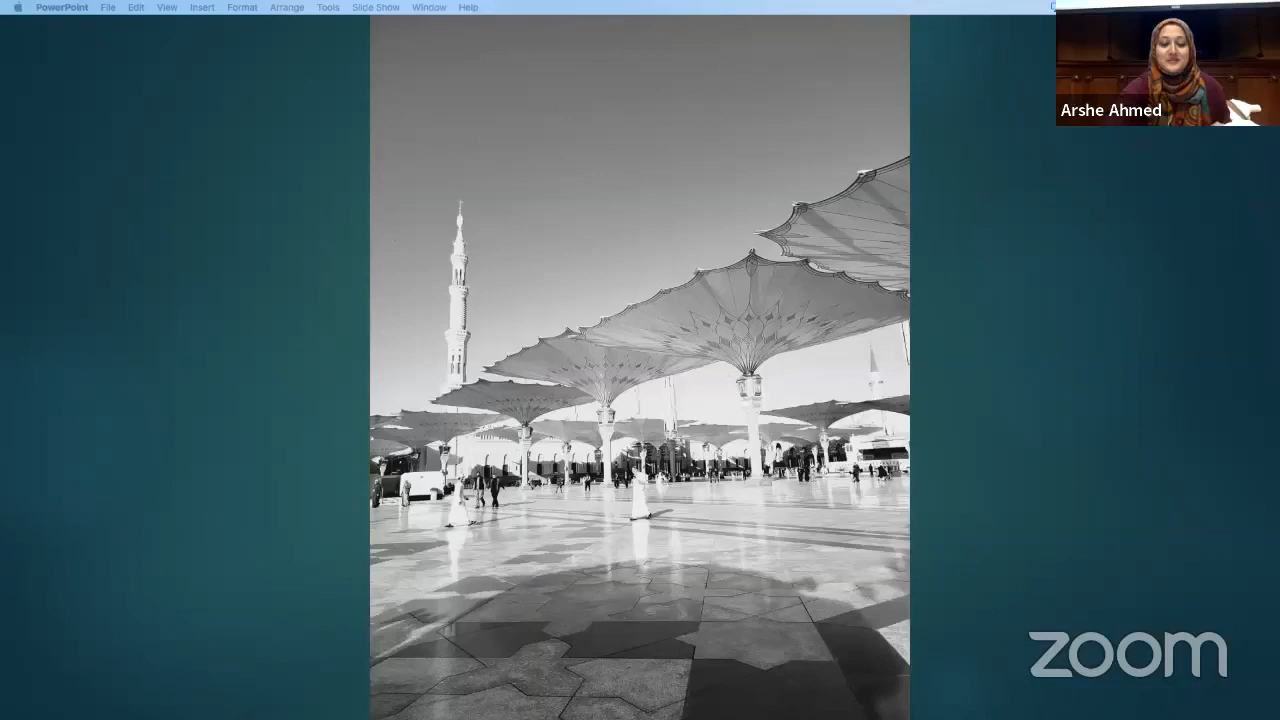 PowerPoint File Edit View Insert Format Arrange Tools Slide Show Window Help
Arshe Ahmed
zoom